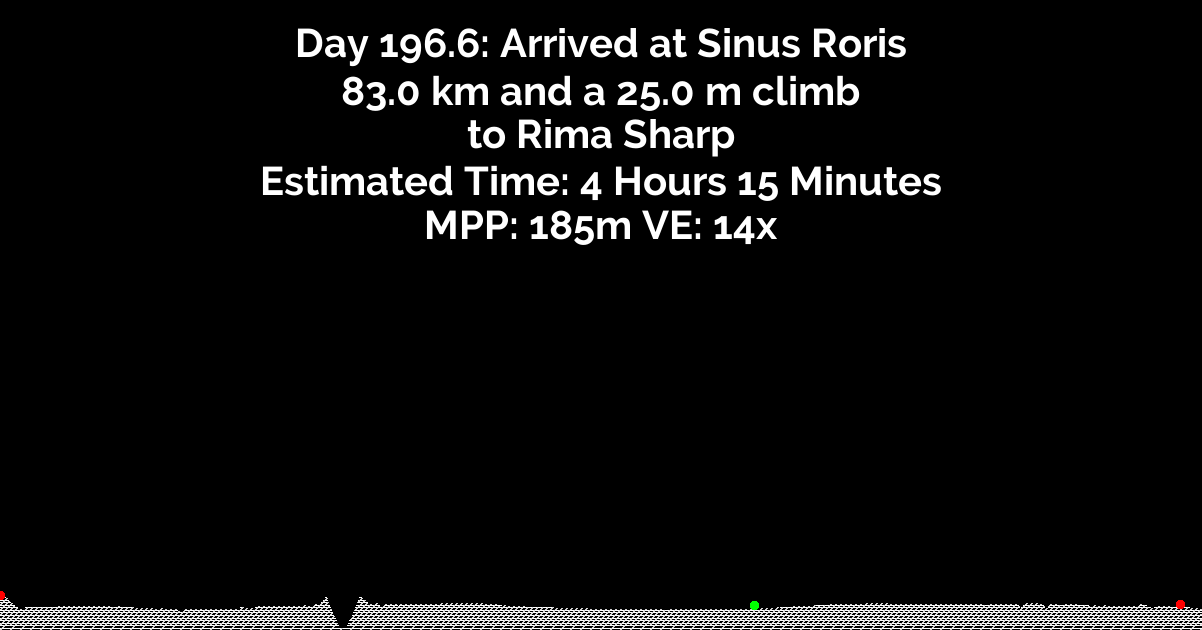 Day 196.6: Arrived at Sinus Roris
83.0 km and a 25.0 m climb
to Rima Sharp
Estimated Time: 4 Hours 15 Minutes
MPP: 185m VE: 14x